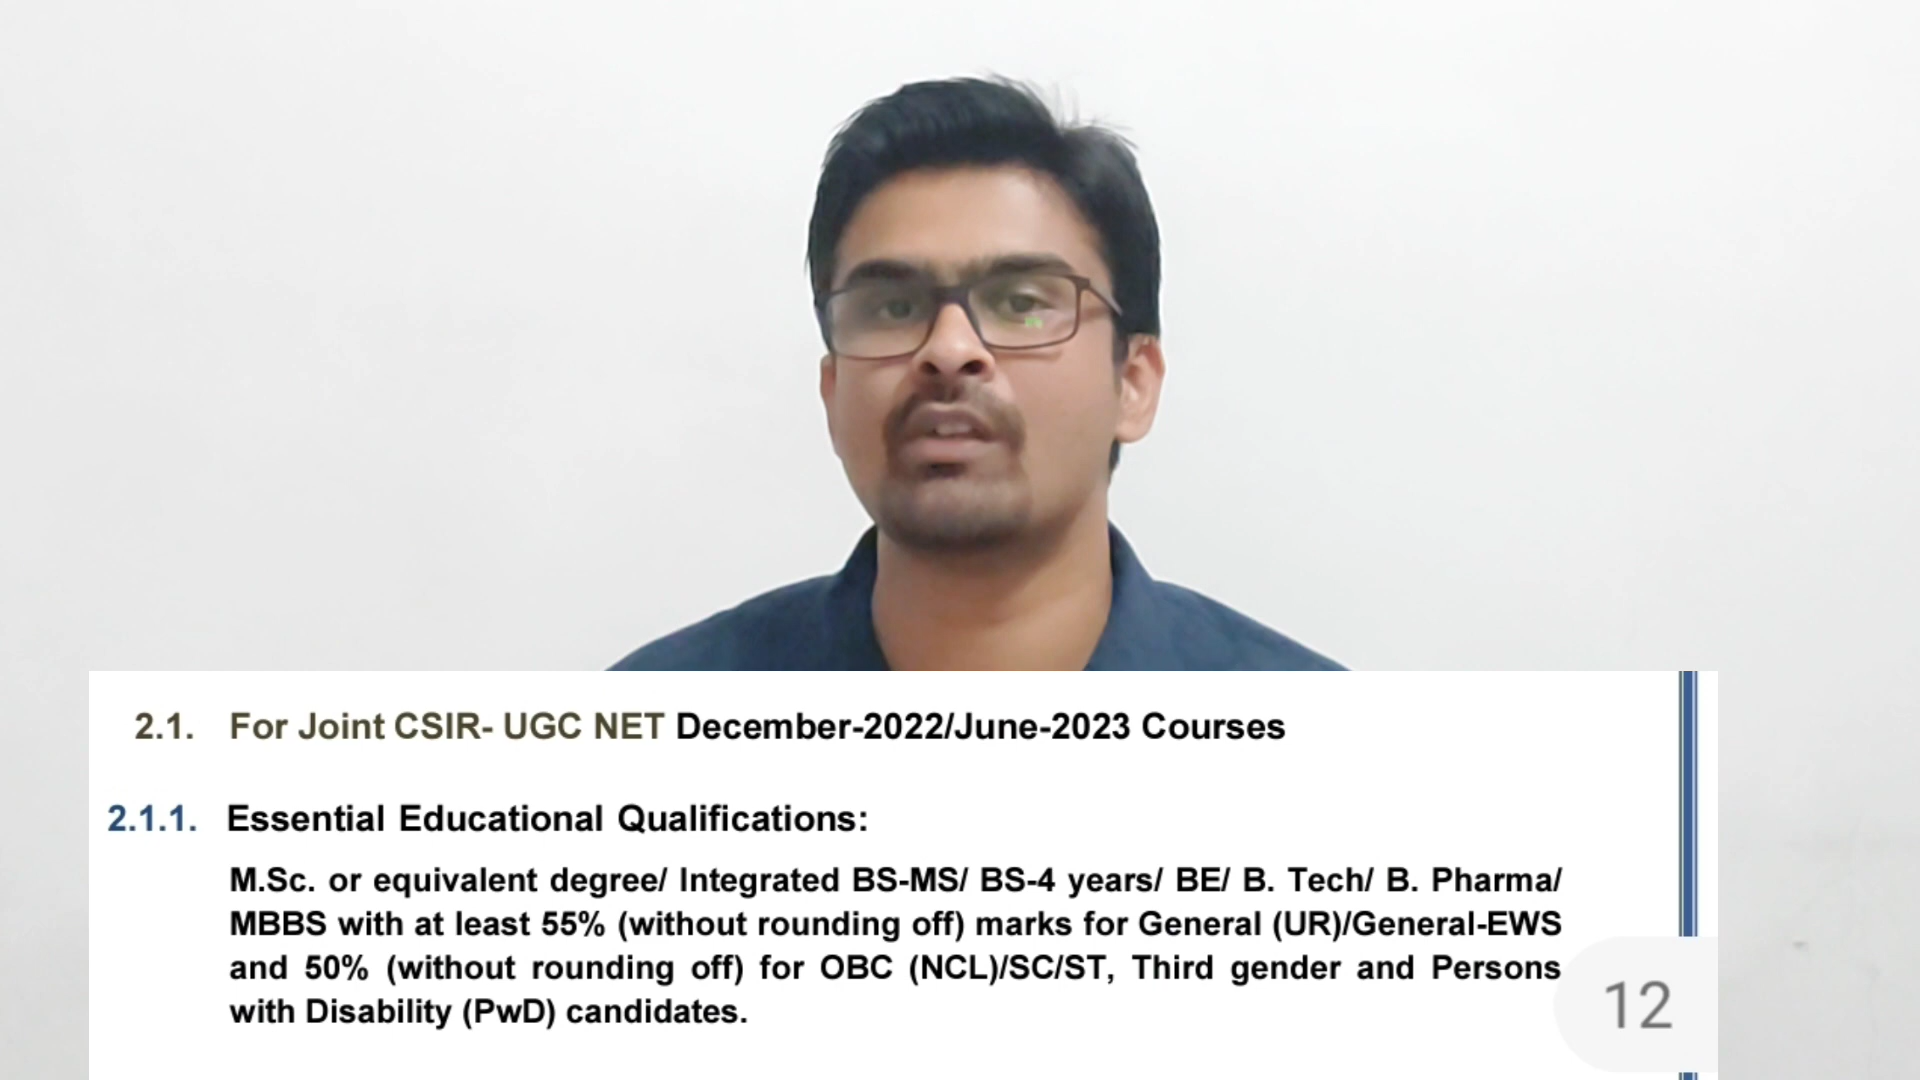 2.1. For Joint CSIR- UGC NET December-2022/June-2023 Courses
2.1.1. Essential Educational Qualifications:
M.Sc. or equivalent degree/ Integrated BS-MS/ BS-4 years/ BE/ B. Tech/ B. Pharma/
MBBS with at least 55% (without rounding off) marks for General (UR)/General-EWS
and 50% (without rounding off) for OBC (NCL)/SC/ST, Third gender and Persons
with Disability (PwD) candidates.
12